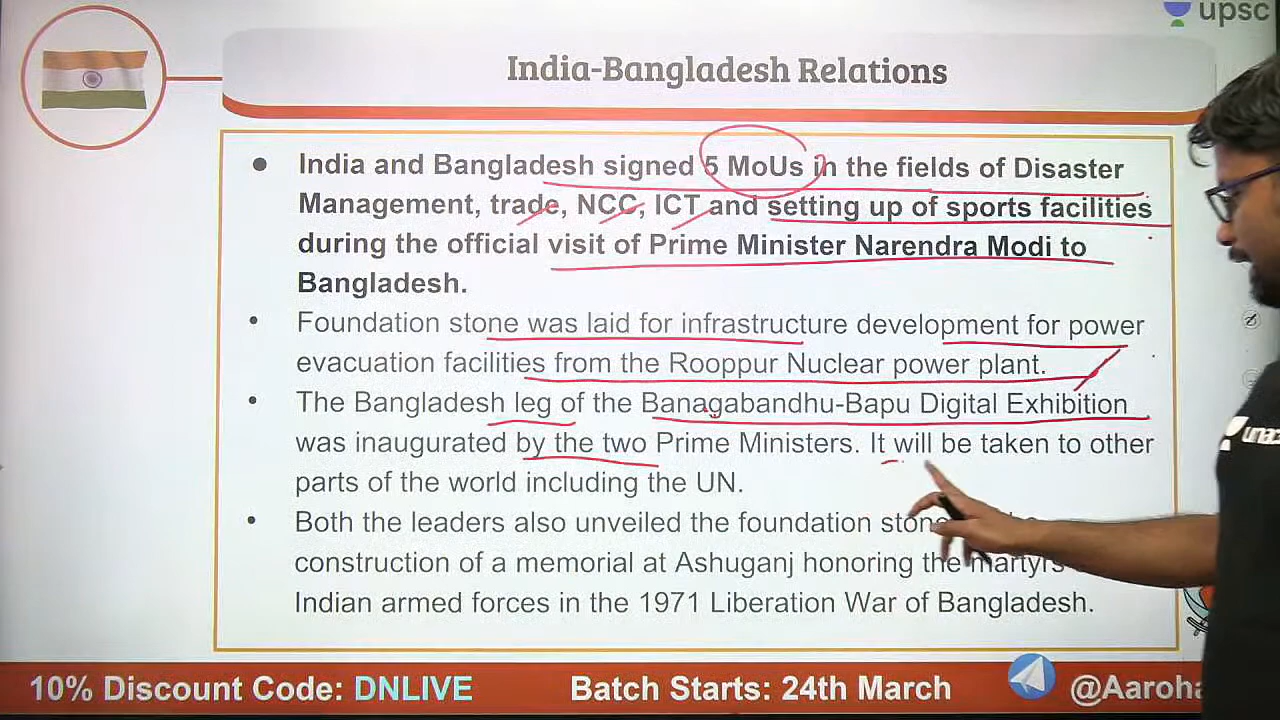 upsc
India-Bangladesh Relations
● India and Bangladesh signed 5 MoUs in the fields of Disaster
Management, trade, NCC, ICT and setting up of sports facilities
during the official visit of Prime Minister Narendra Modi to
Bangladesh.
• Foundation stone was laid for infrastructure development for power
evacuation facilities from the Rooppur Nuclear power plant.
• The Bangladesh leg of the Banagabandhu-Bapu Digital Exhibition
was inaugurated by the two Prime Ministers. It will be taken to other
parts of the world including the UN.
• Both the leaders also unveiled the foundation
construction of a memorial at Ashuganj honoring the martyrs
Indian armed forces in the 1971 Liberation War of Bangladesh.
10% Discount Code: DNLIVE
Batch Starts: 24th March